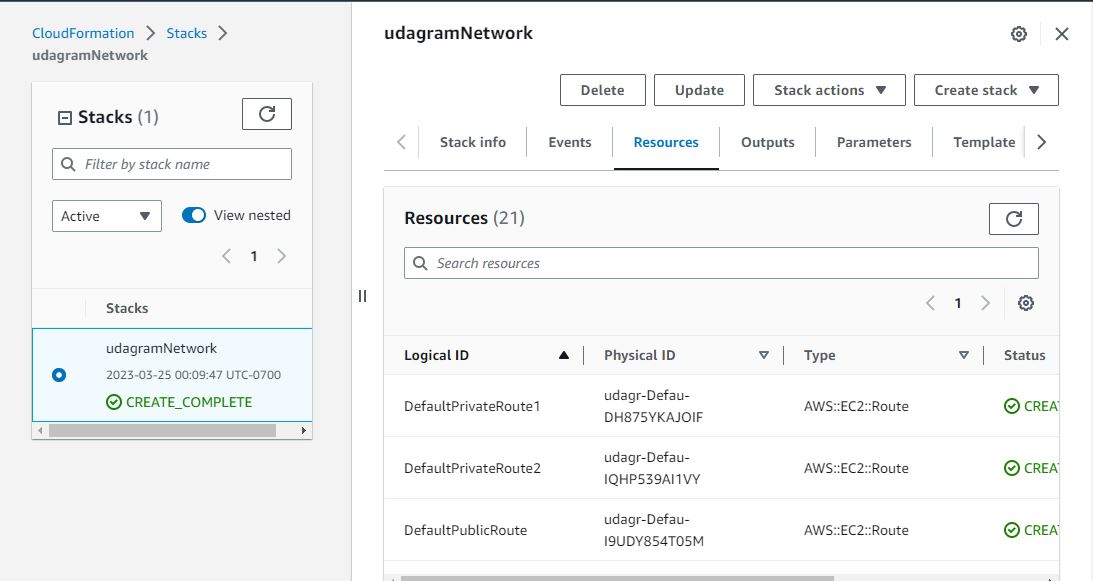 CloudFormation > Stacks >
udagramNetwork
Stacks (1)
Filter by stack name
Active View nested
1
Stacks
udagramNetwork
2023-03-25 00:09:47 UTC-0700
CREATE_COMPLETE
udagramNetwork
Delete Update Stack actions Create stack
Stack info Events Resources Outputs Parameters Template
Resources (21)
Search resources
1
Logical ID Physical ID Type Status
DefaultPrivateRoute1 udagr-Defau-
DH875YKAJOIF AWS::EC2::Route CREA
DefaultPrivateRoute2 udagr-Defau-
IQHP539AI1VY AWS::EC2::Route CREA
DefaultPublicRoute udagr-Defau-
I9UDY854T05M AWS::EC2::Route CREA